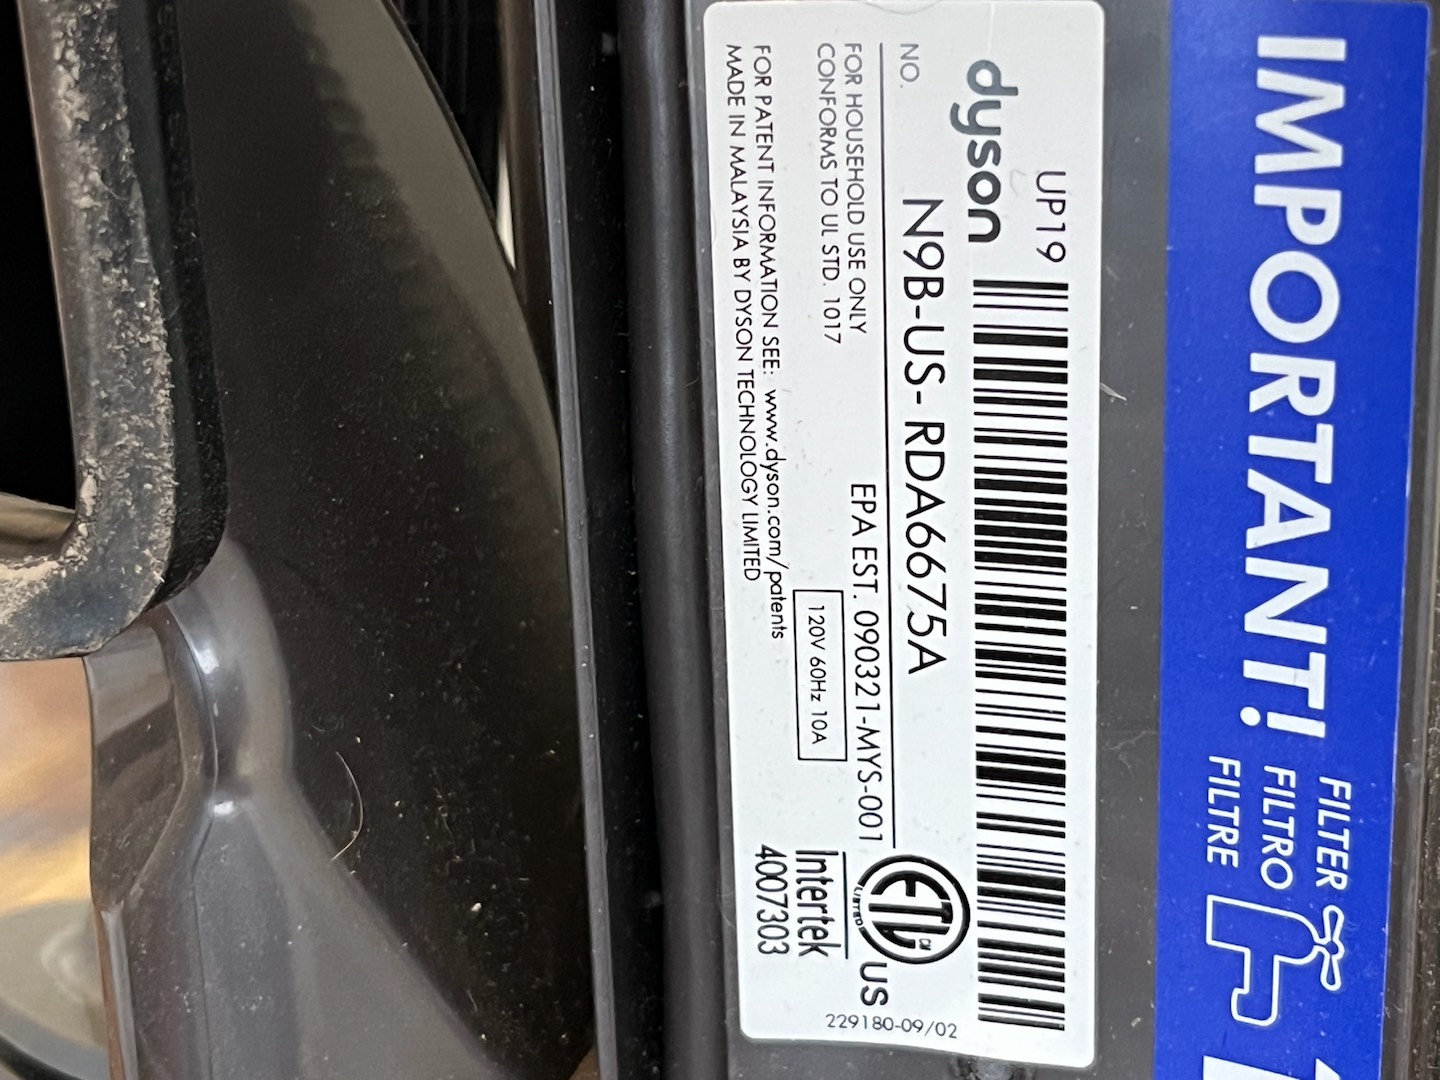 UP19
dyson
NO. N9B-US- RDA6675A
FOR HOUSEHOLD USE ONLY
CONFORMS TO UL STD. 1017
EPA EST. 090321-MYS-001
120V 60Hz 10A
FOR PATENT INFORMATION SEE: www.dyson.com/patents
MADE IN MALAYSIA BY DYSON TECHNOLOGY LIMITED
ETL CM
LISTED
US
Intertek
4007303
229180-09/02
IMPORTANT!
FILTER
FILTRO
FILTRE